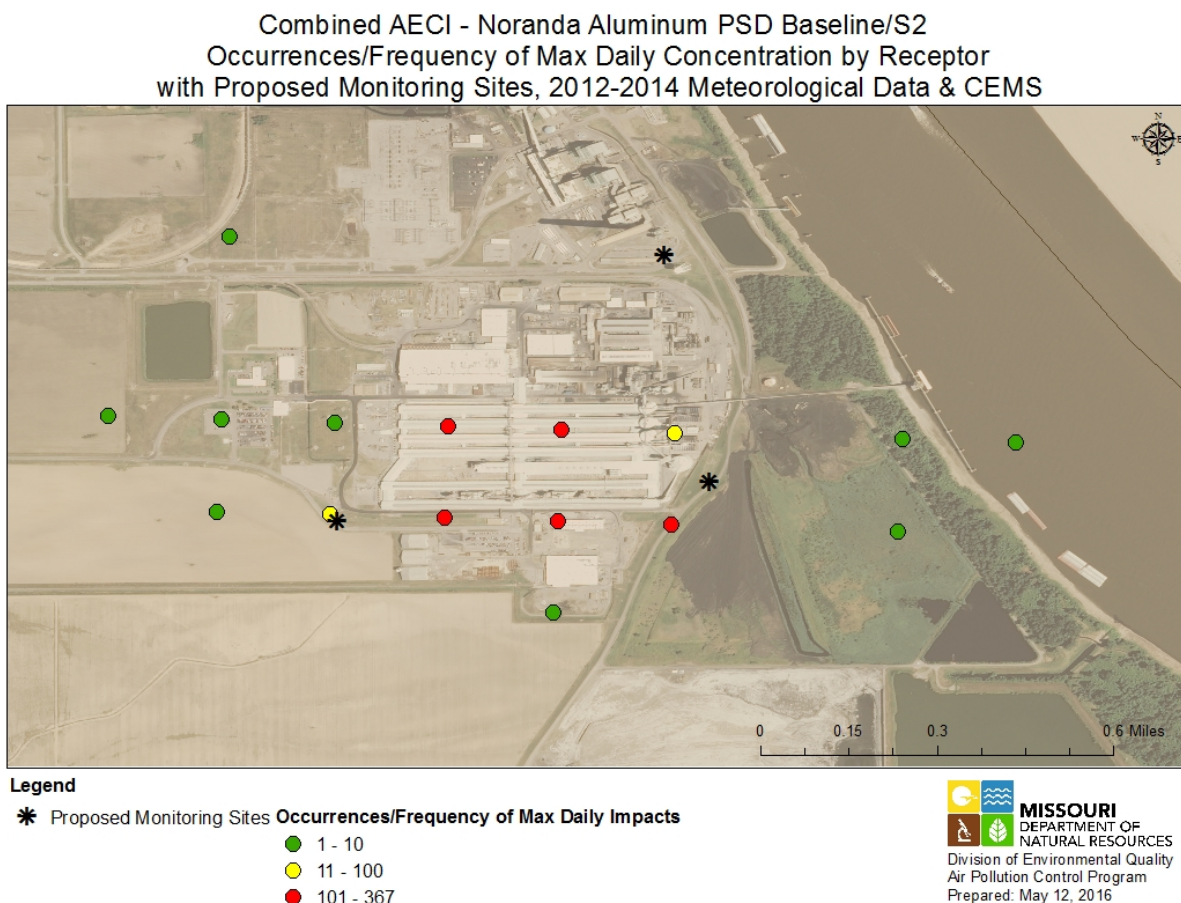 Combined AECI - Noranda Aluminum PSD Baseline/S2
Occurrences/Frequency of Max Daily Concentration by Receptor
with Proposed Monitoring Sites, 2012-2014 Meteorological Data & CEMS
N
W E
S
0 0.15 0.3 0.6 Miles
Legend
Proposed Monitoring Sites Occurrences/Frequency of Max Daily Impacts
1 - 10
11 - 100
101 - 367
MISSOURI
DEPARTMENT OF
NATURAL RESOURCES
Division of Environmental Quality
Air Pollution Control Program
Prepared: May 12, 2016